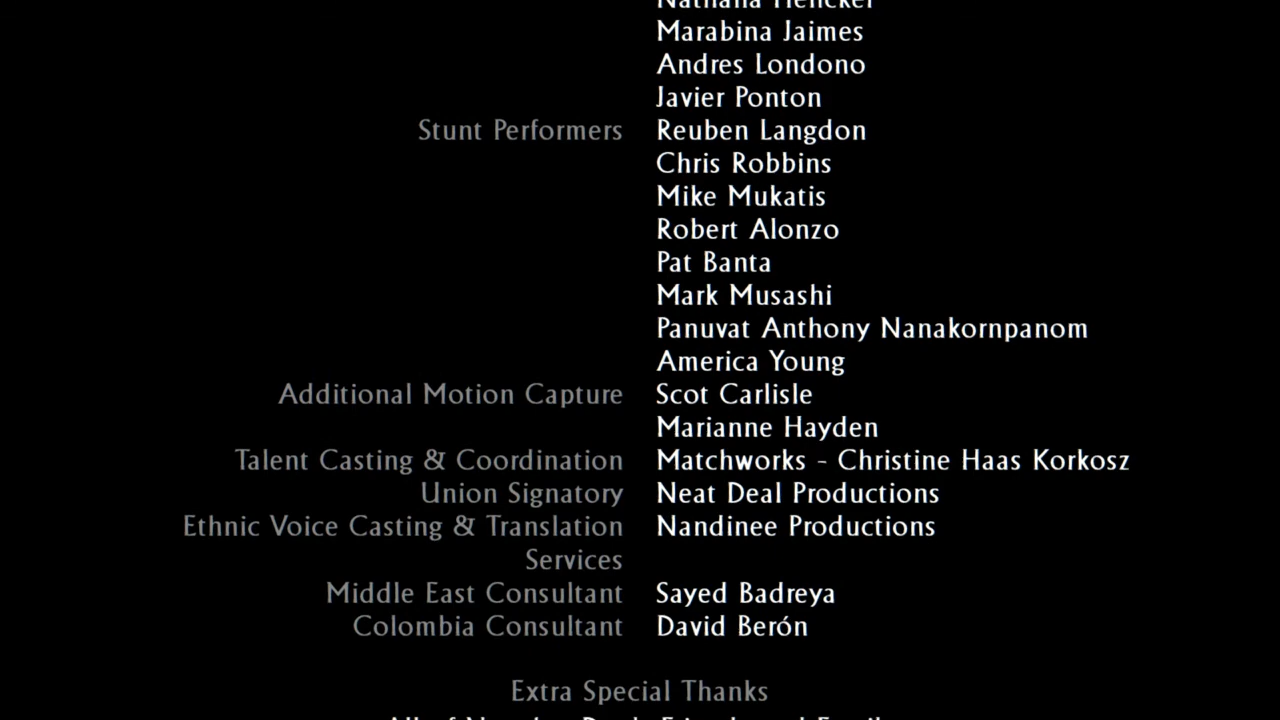 Marabina Jaimes
Andres Londono
Javier Ponton
Stunt Performers Reuben Langdon
Chris Robbins
Mike Mukatis
Robert Alonzo
Pat Banta
Mark Musashi
Panuvat Anthony Nanakornpanom
America Young
Additional Motion Capture Scot Carlisle
Marianne Hayden
Talent Casting & Coordination Matchworks - Christine Haas Korkosz
Union Signatory Neat Deal Productions
Ethnic Voice Casting & Translation Nandinee Productions
Services
Middle East Consultant Sayed Badreya
Colombia Consultant David Berón
Extra Special Thanks